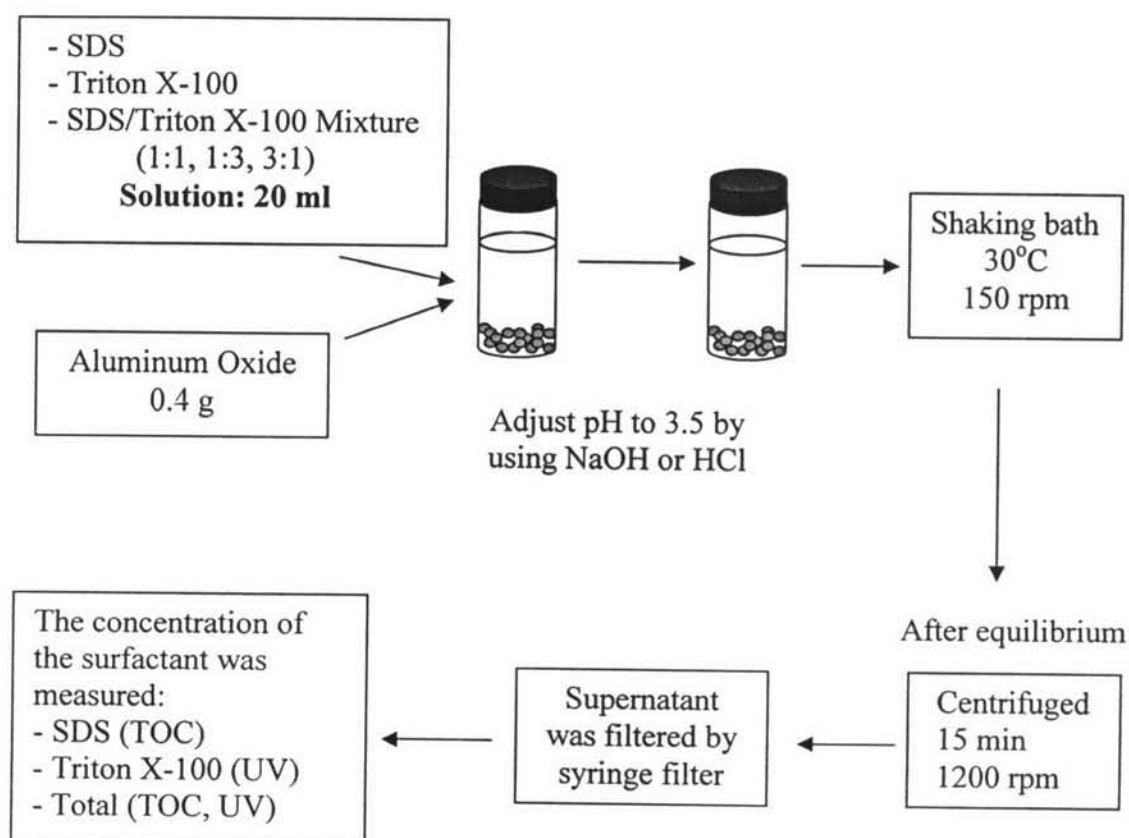 - SDS
- Triton X-100
- SDS/Triton X-100 Mixture
(1:1, 1:3, 3:1)
Solution: 20 ml
Aluminum Oxide
0.4 g
Adjust pH to 3.5 by
using NaOH or HCl
Shaking bath
30°C
150 rpm
After equilibrium
Centrifuged
15 min
1200 rpm
Supernatant
was filtered by
syringe filter
The concentration of
the surfactant was
measured:
- SDS (TOC)
- Triton X-100 (UV)
- Total (TOC, UV)